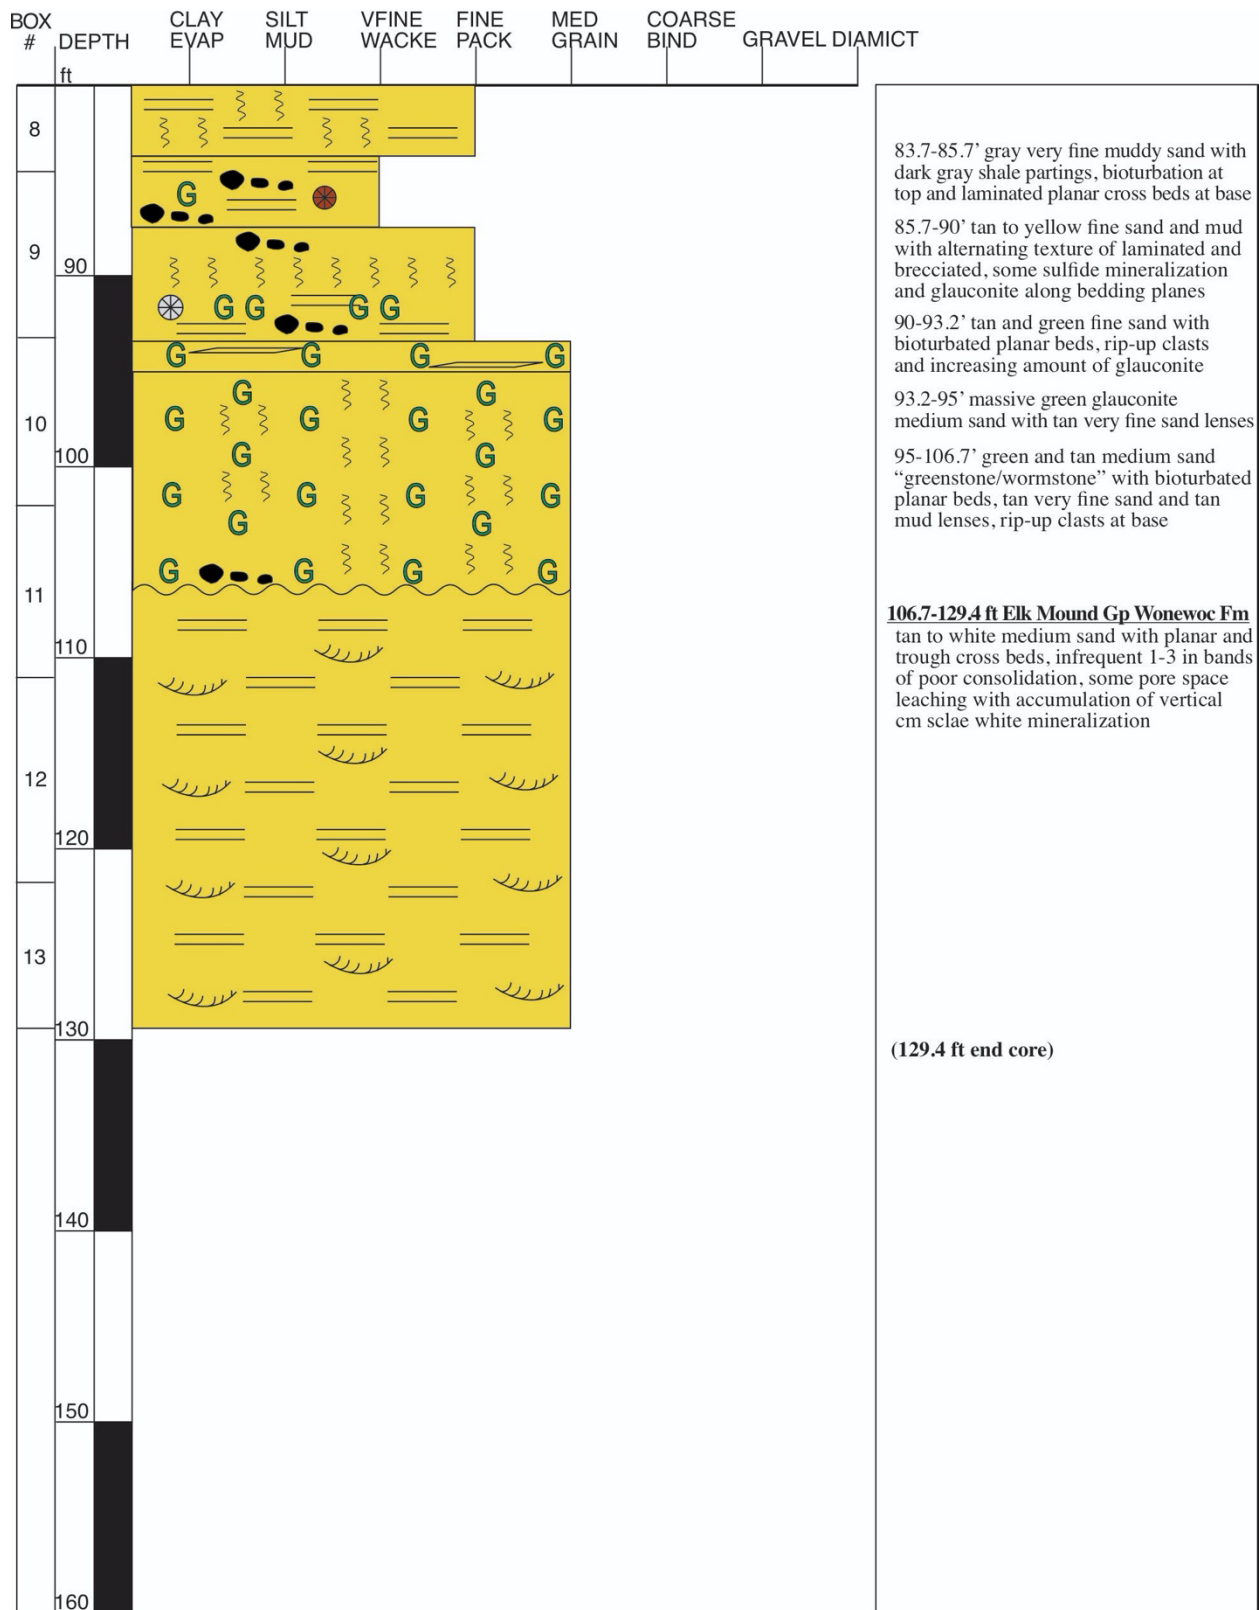 BOX CLAY SILT VFINE FINE MED COARSE
# DEPTH EVAP MUD WACKE PACK GRAIN BIND GRAVEL DIAMICT
ft
8
83.7-85.7’ gray very fine muddy sand with
dark gray shale partings, bioturbation at
top and laminated planar cross beds at base
G
85.7-90’ tan to yellow fine sand and mud
with alternating texture of laminated and
brecciated, some sulfide mineralization
and glauconite along bedding planes
9
90
G G G G
90-93.2’ tan and green fine sand with
bioturbated planar beds, rip-up clasts
and increasing amount of glauconite
G G G G
93.2-95’ massive green glauconite
medium sand with tan very fine sand lenses
G G
10
G G G G
100
G G
95-106.7’ green and tan medium sand
“greenstone/wormstone” with bioturbated
planar beds, tan very fine sand and tan
mud lenses, rip-up clasts at base
G G G G
G G
G G G G
11
106.7-129.4 ft Elk Mound Gp Wonewoc Fm
tan to white medium sand with planar and
trough cross beds, infrequent 1-3 in bands
of poor consolidation, some pore space
leaching with accumulation of vertical
cm sclae white mineralization
110
12
120
13
130
(129.4 ft end core)
140
150
160